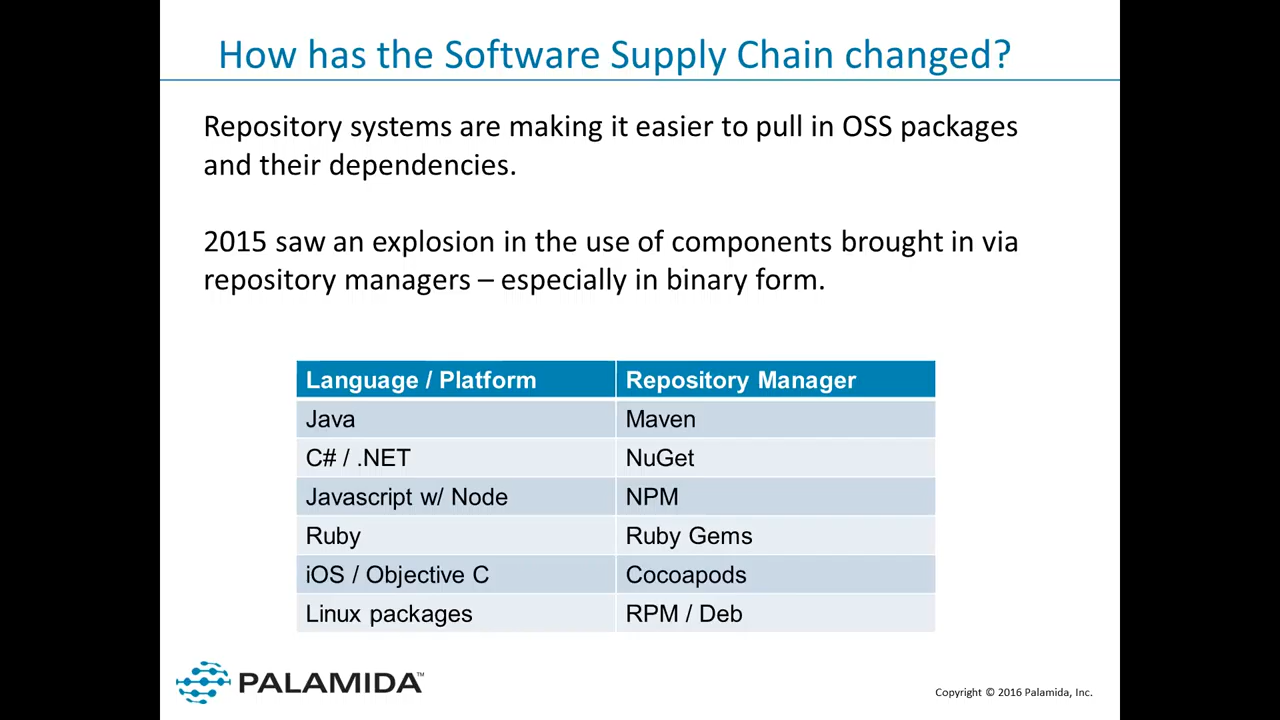 How has the Software Supply Chain changed?
Repository systems are making it easier to pull in OSS packages
and their dependencies.
2015 saw an explosion in the use of components brought in via
repository managers – especially in binary form.
Language / Platform Repository Manager
Java Maven
C# / .NET NuGet
Javascript w/ Node NPM
Ruby Ruby Gems
iOS / Objective C Cocoapods
Linux packages RPM / Deb
PALAMIDA™
Copyright © 2016 Palamida, Inc.